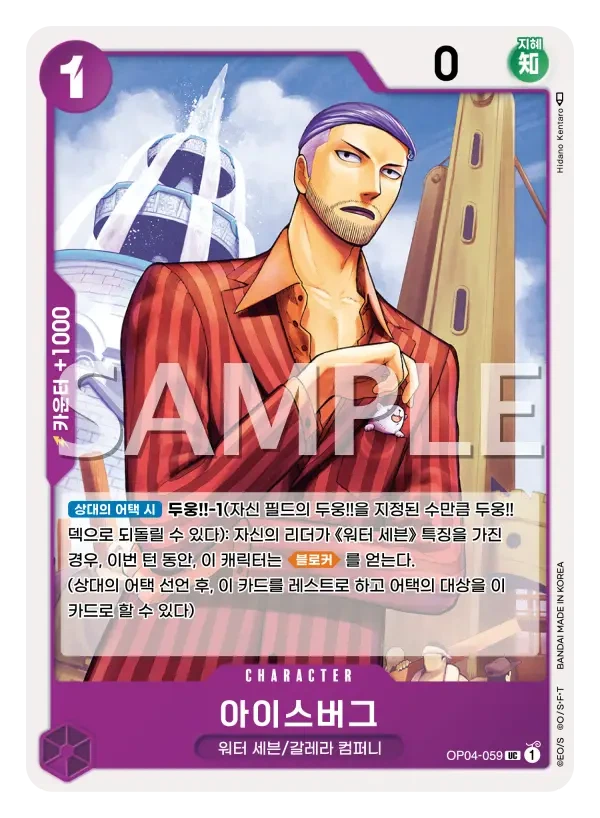 1
0
지혜
知
Hidano Kentaro
카운터 +1000
SAMPLE
상대의 어택 시 두웅!!-1(자신 필드의 두웅!!을 지정된 수만큼 두웅!!
덱으로 되돌릴 수 있다): 자신의 리더가 《워터 세븐》 특징을 가진
경우, 이번 턴 동안, 이 캐릭터는 블로커 를 얻는다.
(상대의 어택 선언 후, 이 카드를 레스트로 하고 어택의 대상을 이
카드로 할 수 있다)
©EO/S ©O/S·F·T BANDAI MADE IN KOREA
CHARACTER
아이스버그
워터 세븐/갈레라 컴퍼니
OP04-059 UC 1